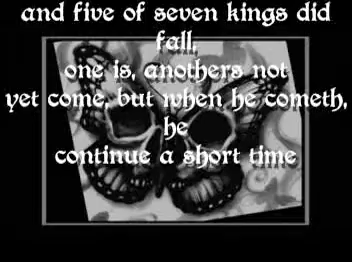 and five of seven kings did
fall,
one is, anothers not
yet come, but when he cometh,
he
continue a short time